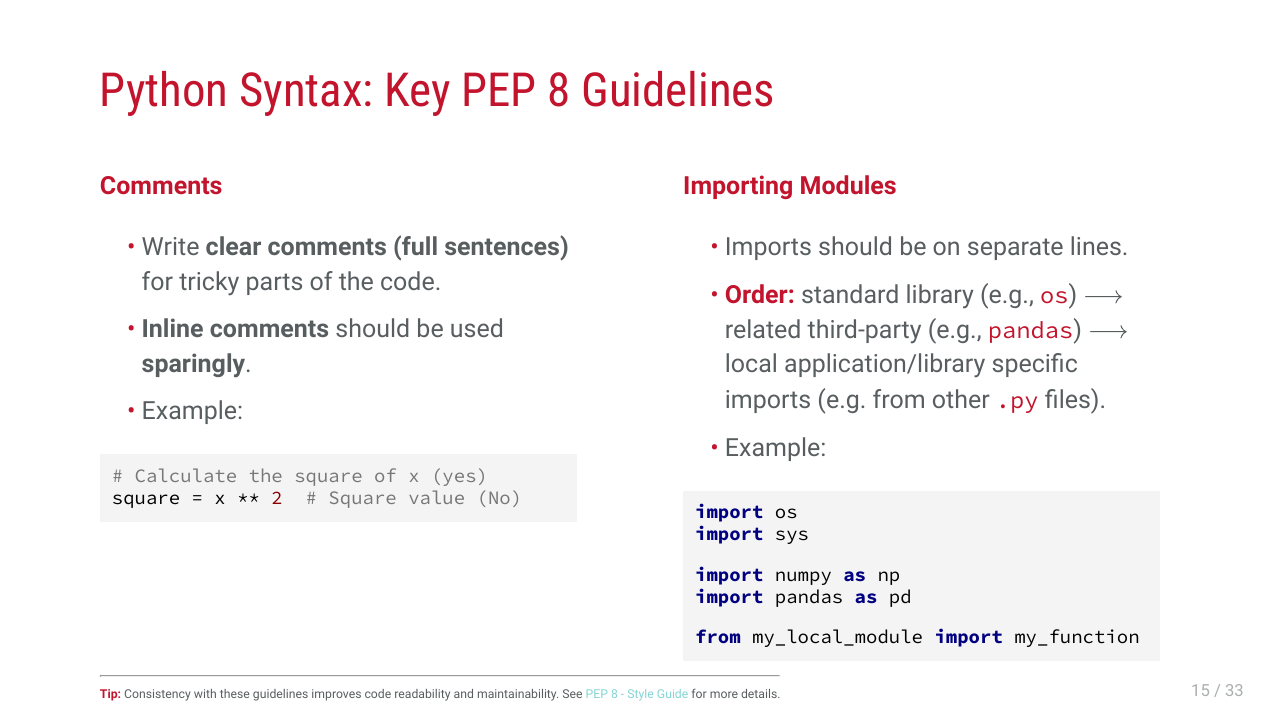 Python Syntax: Key PEP 8 Guidelines
Comments
• Write clear comments (full sentences)
for tricky parts of the code.
• Inline comments should be used
sparingly.
• Example:
# Calculate the square of x (yes)
square = x ** 2  # Square value (No)
Importing Modules
• Imports should be on separate lines.
• Order: standard library (e.g., os) ⟶
related third-party (e.g., pandas) ⟶
local application/library specific
imports (e.g. from other .py files).
• Example:
import os
import sys
import numpy as np
import pandas as pd
from my_local_module import my_function
Tip: Consistency with these guidelines improves code readability and maintainability. See PEP 8 - Style Guide for more details.
15 / 33